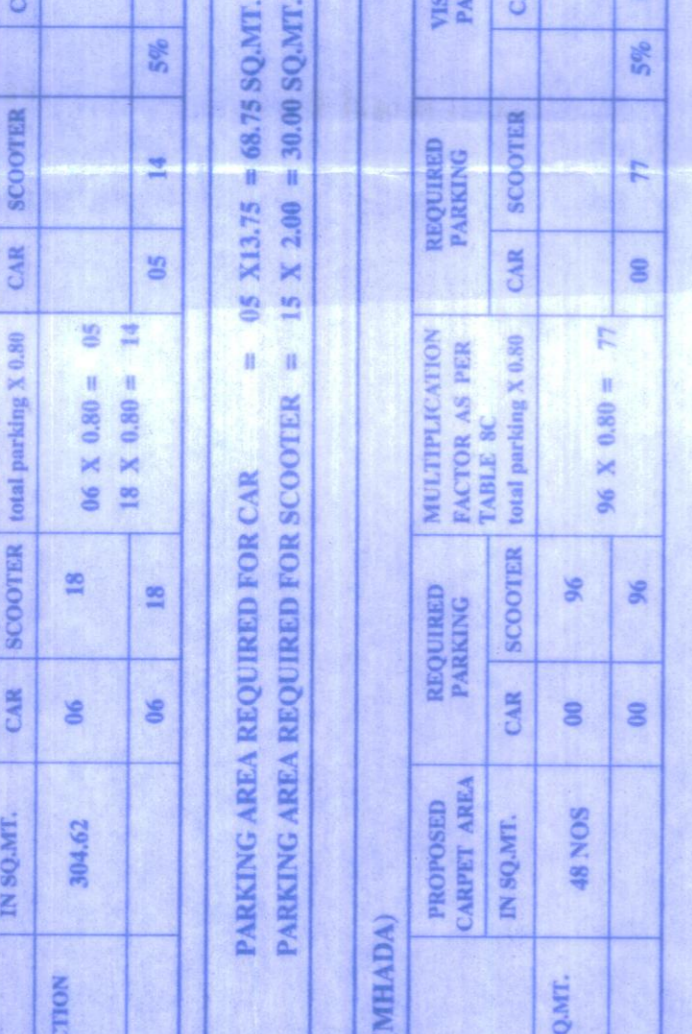 IN SQ.MT. CAR SCOOTER total parking X 0.80 CAR SCOOTER C
TION 304.62 06 18 06 X 0.80 = 05
18 X 0.80 = 14
06 18 05 14 5%
PARKING AREA REQUIRED FOR CAR = 05 X13.75 = 68.75 SQ.MT.
PARKING AREA REQUIRED FOR SCOOTER = 15 X 2.00 = 30.00 SQ.MT.
MHADA)
PROPOSED REQUIRED MULTIPLICATION REQUIRED VIS
CARPET AREA PARKING FACTOR AS PER PARKING PA
TABLE 8C
IN SQ.MT. CAR SCOOTER total parking X 0.80 CAR SCOOTER C
Q.MT. 48 NOS 00 96
96 X 0.80 = 77
00 96 00 77 5%